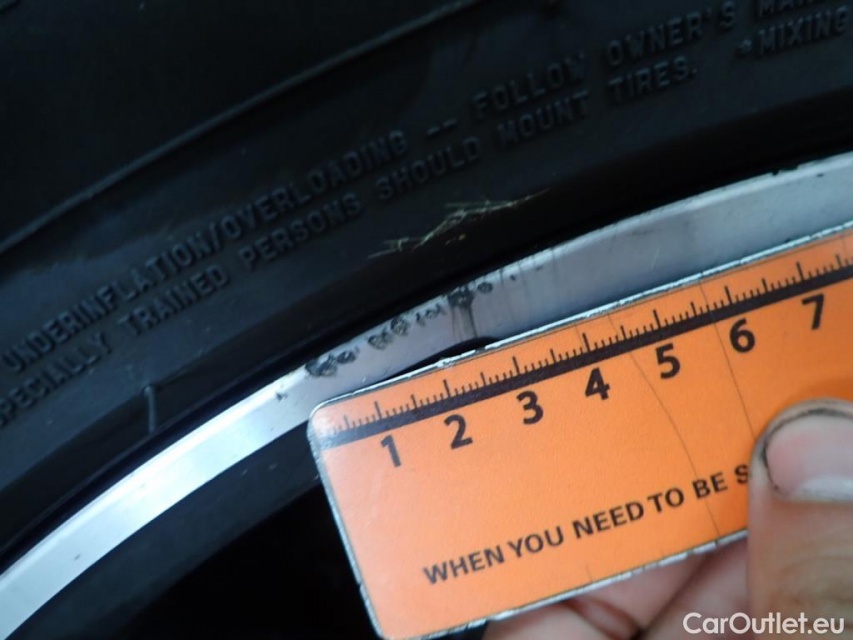 UNDERINFLATION/OVERLOADING -- FOLLOW OWNER'S
SPECIALLY TRAINED PERSONS SHOULD MOUNT TIRES. •MIXING
1 2 3 4 5 6 7
WHEN YOU NEED TO BE
CarOutlet.eu